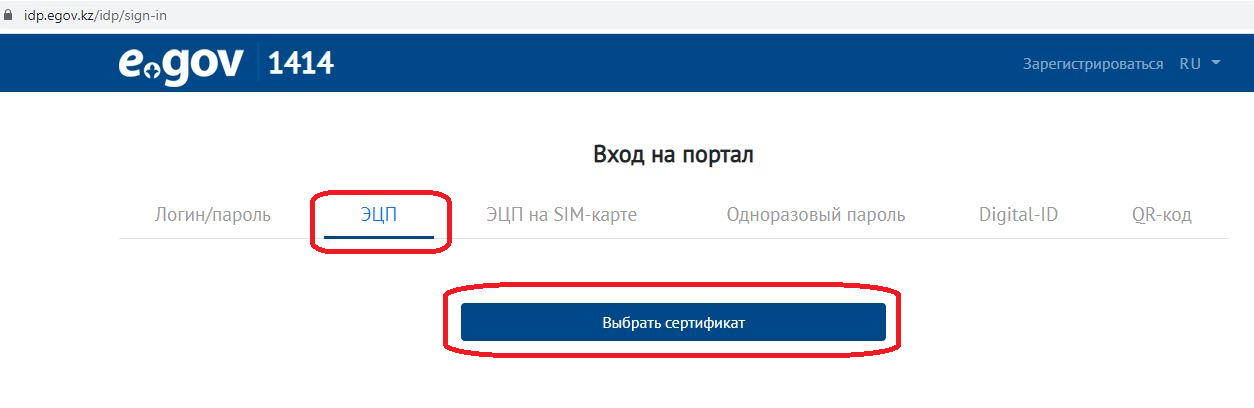 idp.egov.kz/idp/sign-in
e.gov 1414 Зарегистрироваться RU
Вход на портал
Логин/пароль ЭЦП ЭЦП на SIM-карте Одноразовый пароль Digital-ID QR-код
Выбрать сертификат